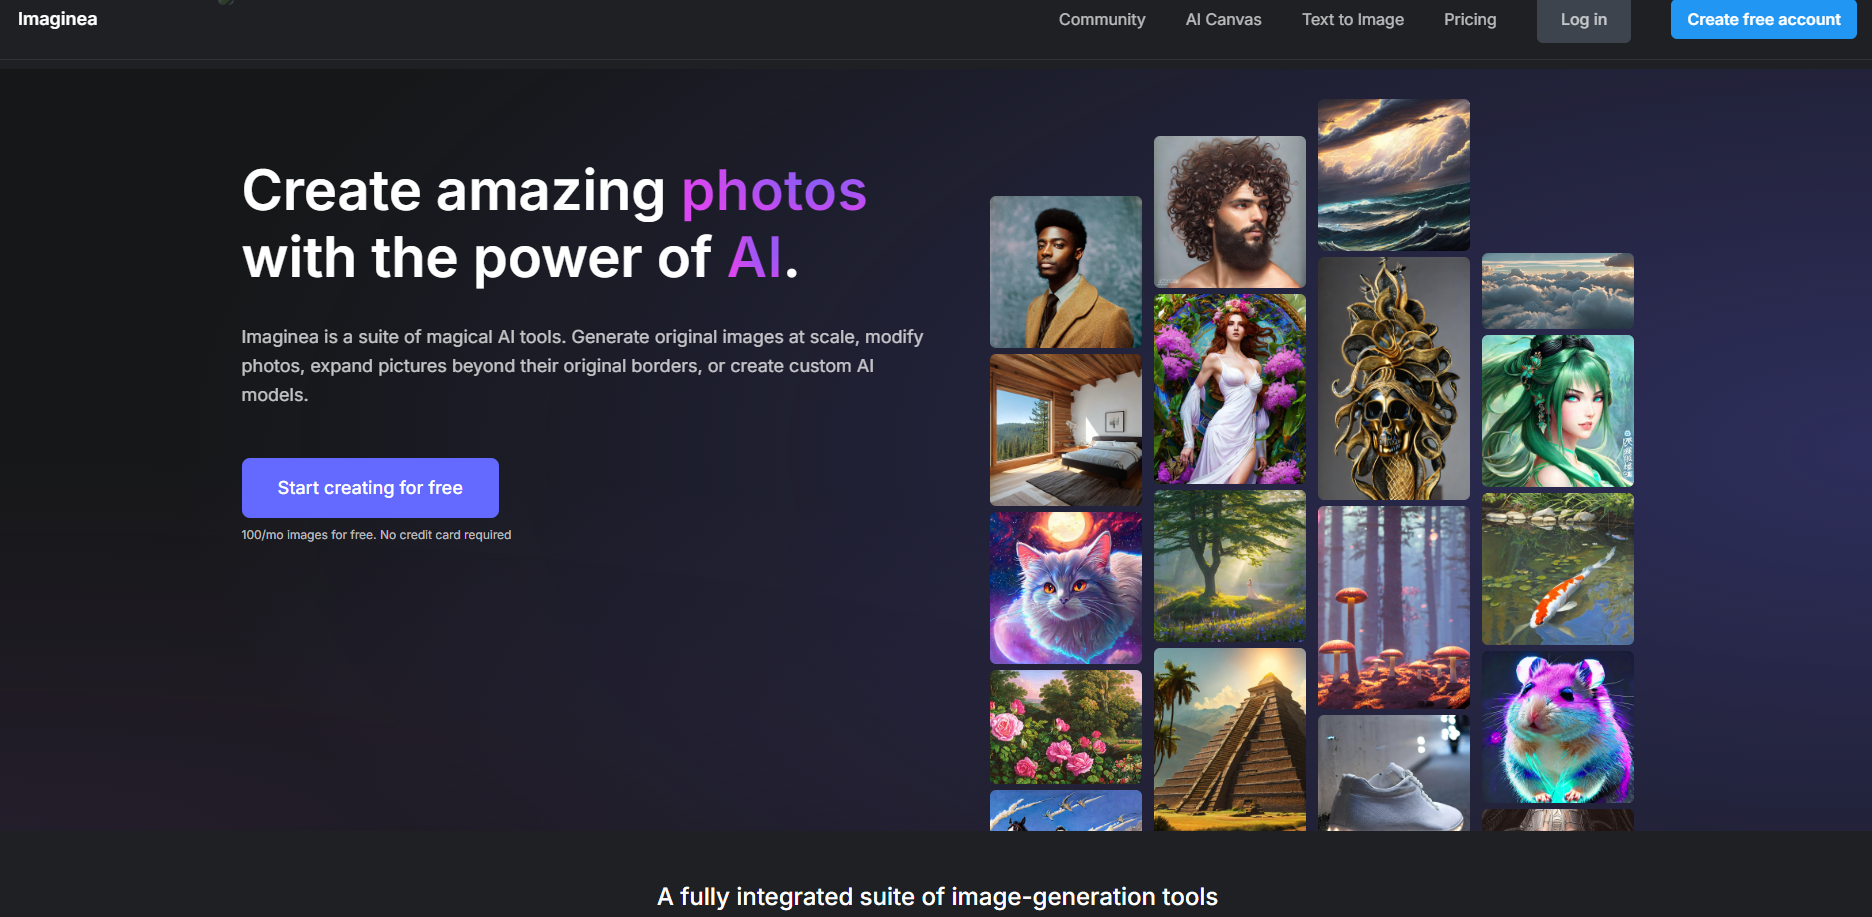 Imaginea
Community
AI Canvas
Text to Image
Pricing
Log in
Create free account
Create amazing photos
with the power of AI.
Imaginea is a suite of magical AI tools. Generate original images at scale, modify
photos, expand pictures beyond their original borders, or create custom AI
models.
Start creating for free
100/mo images for free. No credit card required
A fully integrated suite of image-generation tools